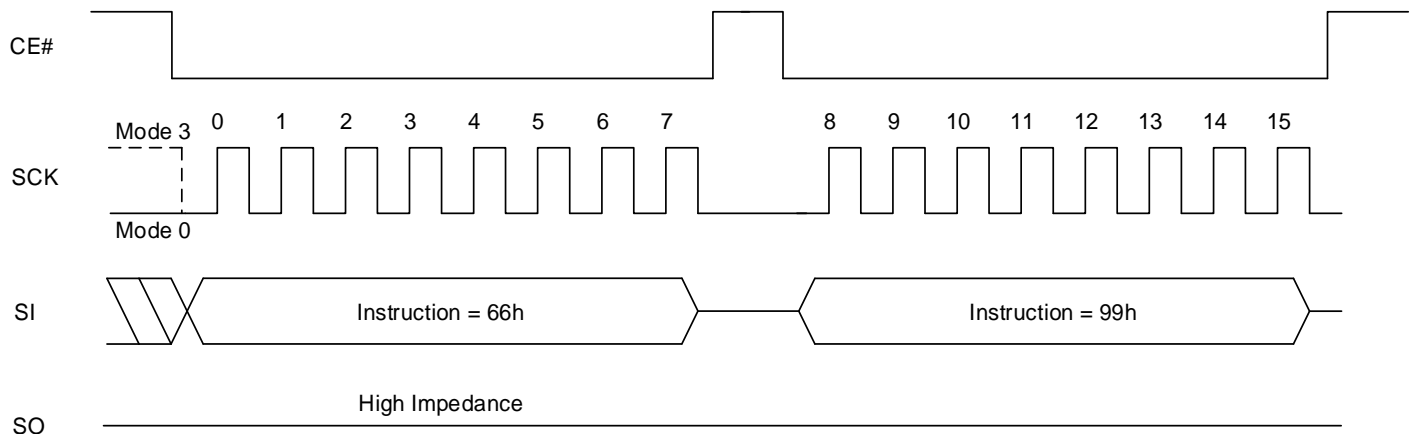 CE#
Mode 3 0 1 2 3 4 5 6 7 8 9 10 11 12 13 14 15
SCK
Mode 0
SI Instruction = 66h Instruction = 99h
High Impedance
SO